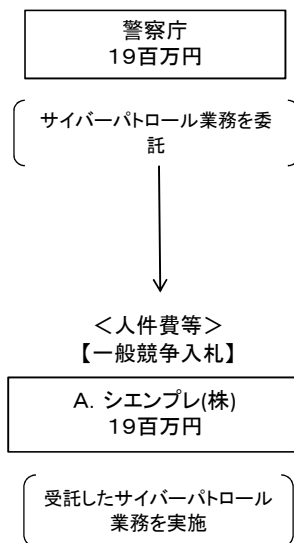 警察庁
19百万円
サイバーパトロール業務を委
託
＜人件費等＞
【一般競争入札】
A. シエンプレ(株)
19百万円
受託したサイバーパトロール
業務を実施